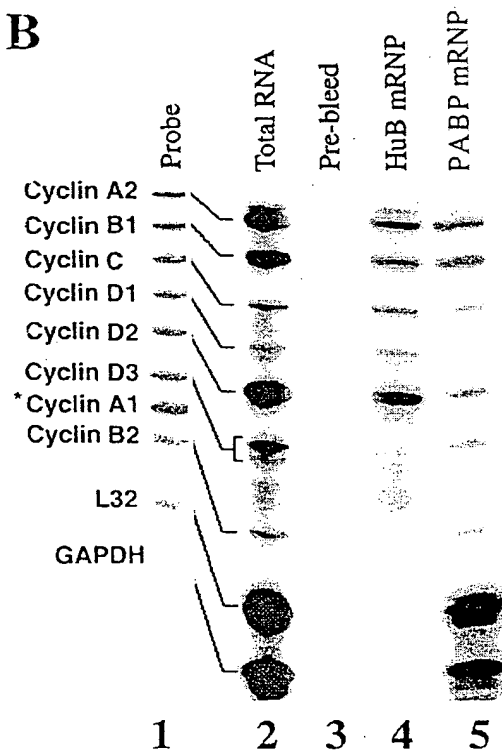 B
Probe
Total RNA
Pre-bleed
HuB mRNP
PABP mRNP
Cyclin A2
Cyclin B1
Cyclin C
Cyclin D1
Cyclin D2
Cyclin D3
*Cyclin A1
Cyclin B2
L32
GAPDH
1 2 3 4 5